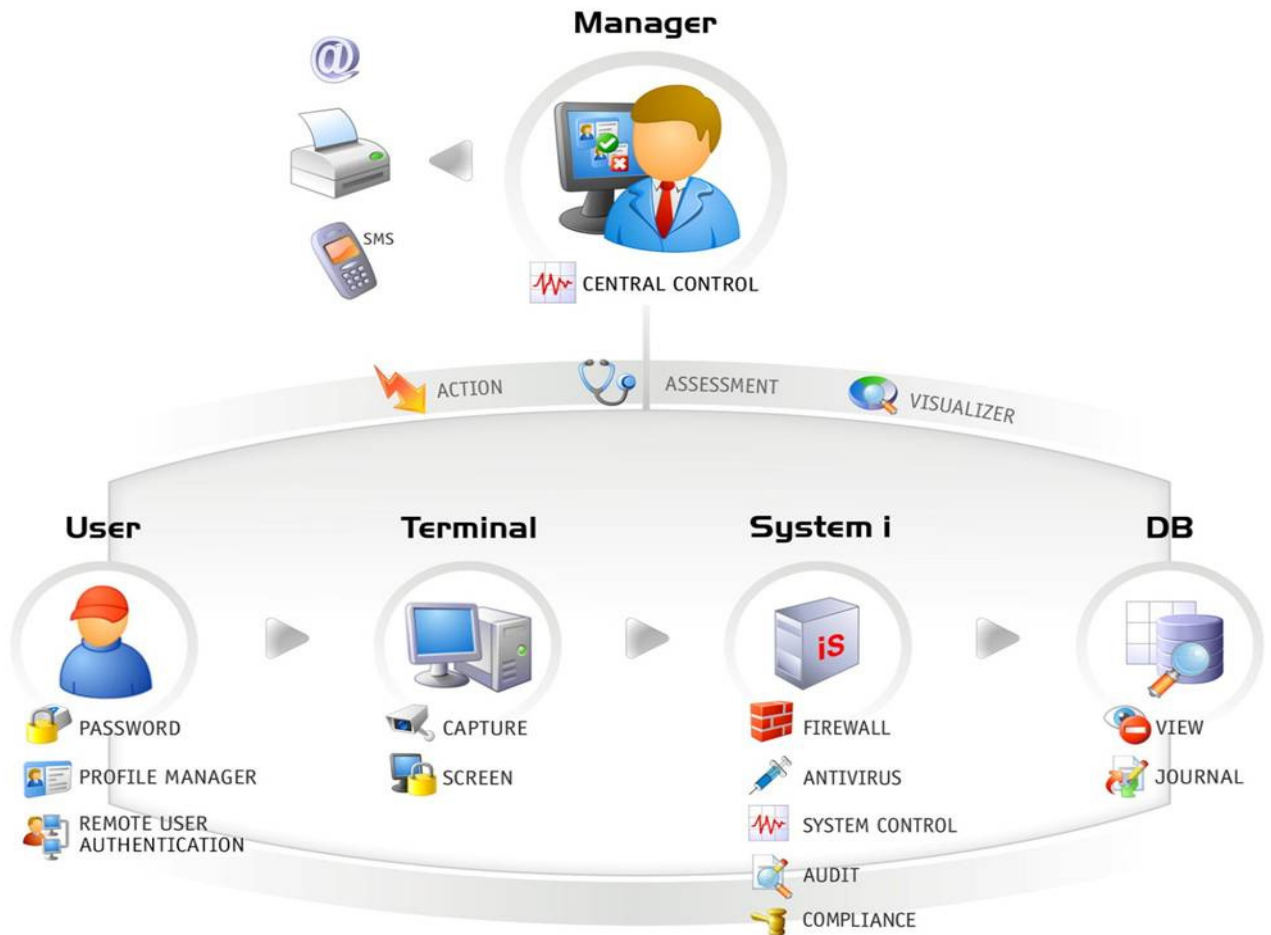 Manager
@
SMS
CENTRAL CONTROL
ACTION
ASSESSMENT
VISUALIZER
User
PASSWORD
PROFILE MANAGER
REMOTE USER
AUTHENTICATION
Terminal
CAPTURE
SCREEN
System i
iS
FIREWALL
ANTIVIRUS
SYSTEM CONTROL
AUDIT
COMPLIANCE
DB
VIEW
JOURNAL